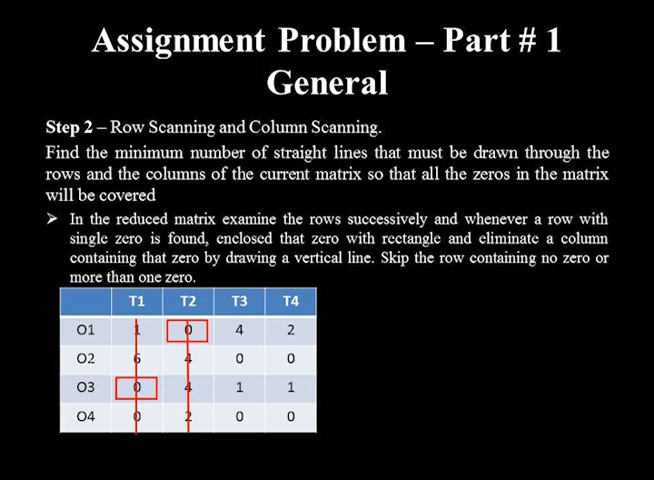 Assignment Problem – Part # 1
General
Step 2 – Row Scanning and Column Scanning.
Find the minimum number of straight lines that must be drawn through the
rows and the columns of the current matrix so that all the zeros in the matrix
will be covered
➤ In the reduced matrix examine the rows successively and whenever a row with
single zero is found, enclosed that zero with rectangle and eliminate a column
containing that zero by drawing a vertical line. Skip the row containing no zero or
more than one zero.
T1 T2 T3 T4
O1 1 0 4 2
O2 6 4 0 0
O3 0 4 1 1
O4 0 2 0 0